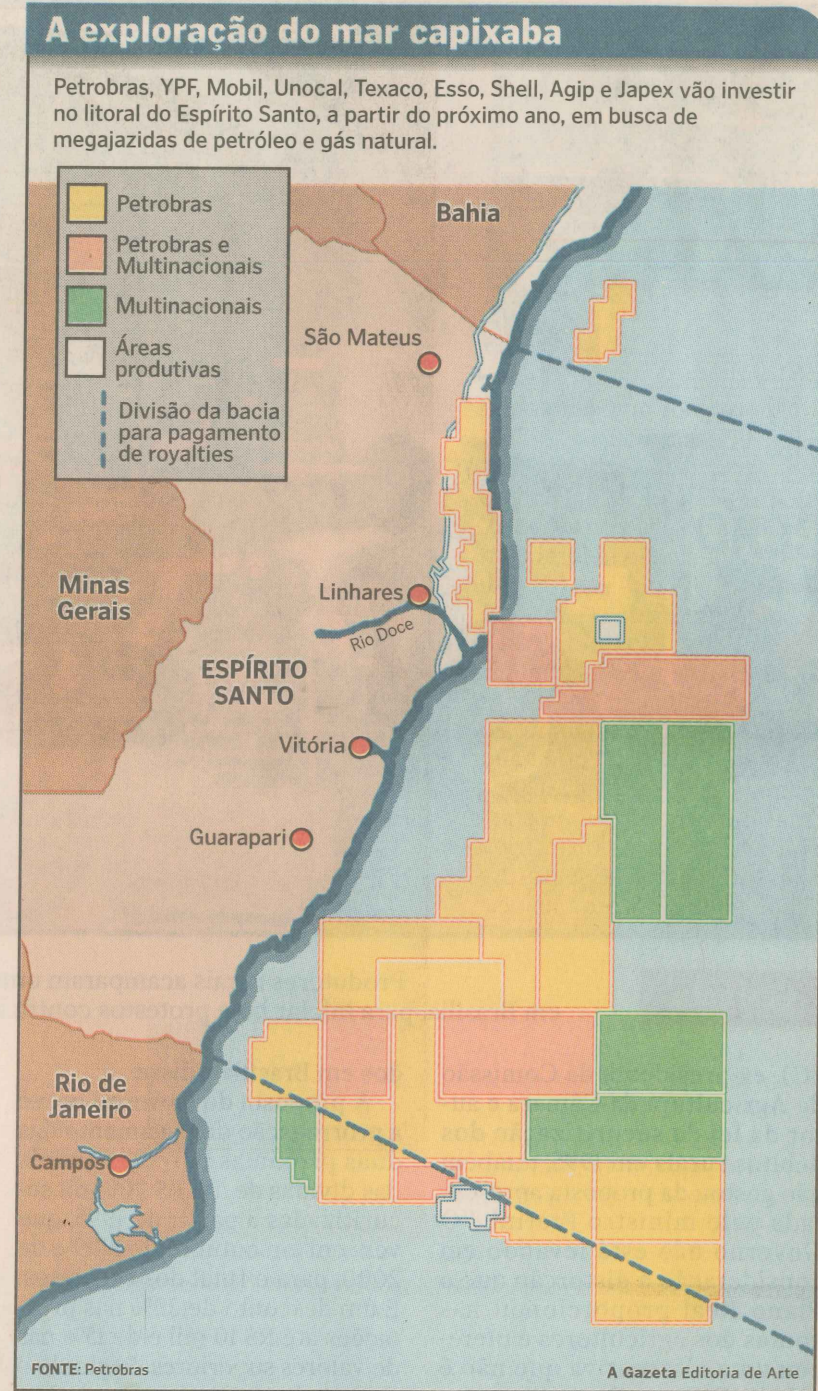 A exploração do mar capixaba
Petrobras, YPF, Mobil, Unocal, Texaco, Esso, Shell, Agip e Japex vão investir
no litoral do Espírito Santo, a partir do próximo ano, em busca de
megajazidas de petróleo e gás natural.
Petrobras
Petrobras e
Multinacionais
Multinacionais
Áreas
produtivas
Divisão da bacia
para pagamento
de royalties
Bahia
São Mateus
Minas
Gerais
Linhares
Rio Doce
ESPÍRITO
SANTO
Vitória
Guarapari
Rio de
Janeiro
Campos
FONTE: Petrobras
A Gazeta Editoria de Arte